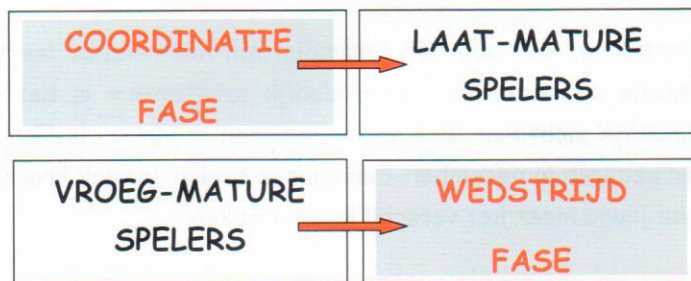 COORDINATIE
FASE
LAAT-MATURE
SPELERS
VROEG-MATURE
SPELERS
WEDSTRIJD
FASE